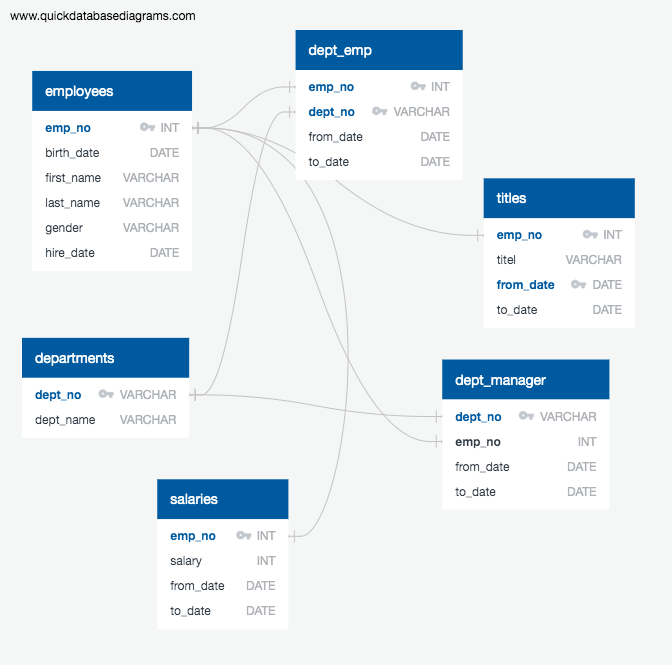 www.quickdatabasediagrams.com
employees
emp_no INT
birth_date DATE
first_name VARCHAR
last_name VARCHAR
gender VARCHAR
hire_date DATE
dept_emp
emp_no INT
dept_no VARCHAR
from_date DATE
to_date DATE
titles
emp_no INT
titel VARCHAR
from_date DATE
to_date DATE
departments
dept_no VARCHAR
dept_name VARCHAR
dept_manager
dept_no VARCHAR
emp_no INT
from_date DATE
to_date DATE
salaries
emp_no INT
salary INT
from_date DATE
to_date DATE